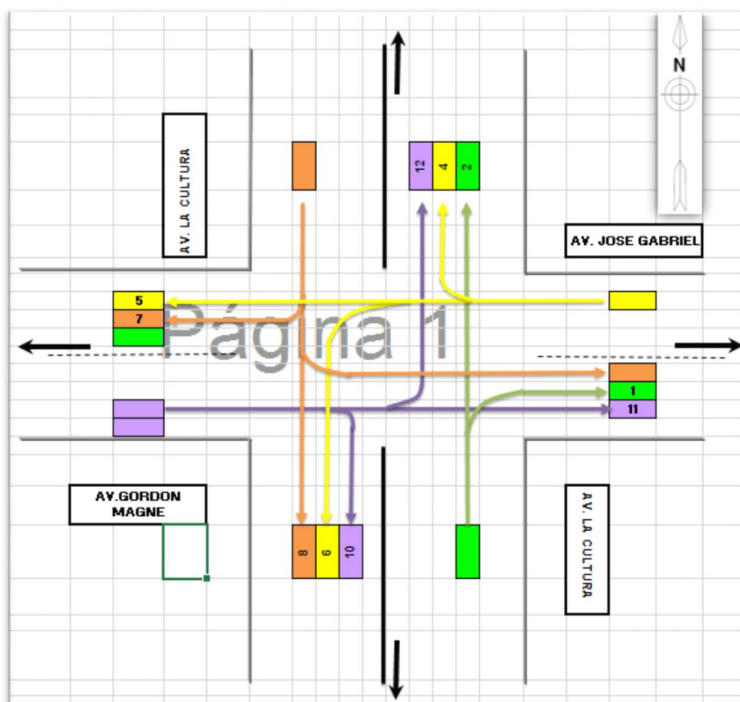 N
12
4
2
AV. LA CULTURA
AV. JOSE GABRIEL
5
7
Página 1
1
11
AV.GORDON
MAGNE
8
6
10
AV. LA CULTURA